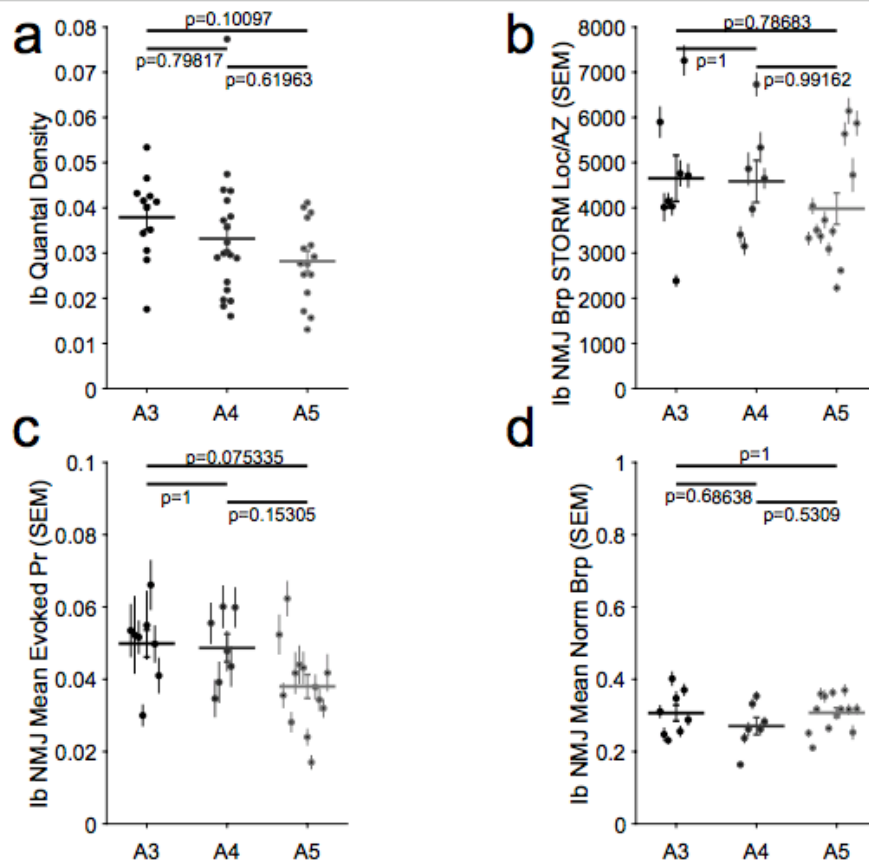 a
p=0.10097
p=0.79817
p=0.61963
Ib Quantal Density
0.08
0.07
0.06
0.05
0.04
0.03
0.02
0.01
0
A3 A4 A5
b
p=0.78683
p=1
p=0.99162
Ib NMJ Brp STORM Loc/AZ (SEM)
8000
7000
6000
5000
4000
3000
2000
1000
0
A3 A4 A5
c
p=0.075335
p=1
p=0.15305
Ib NMJ Mean Evoked Pr (SEM)
0.1
0.08
0.06
0.04
0.02
0
A3 A4 A5
d
p=1
p=0.68638
p=0.5309
Ib NMJ Mean Norm Brp (SEM)
1
0.8
0.6
0.4
0.2
0
A3 A4 A5